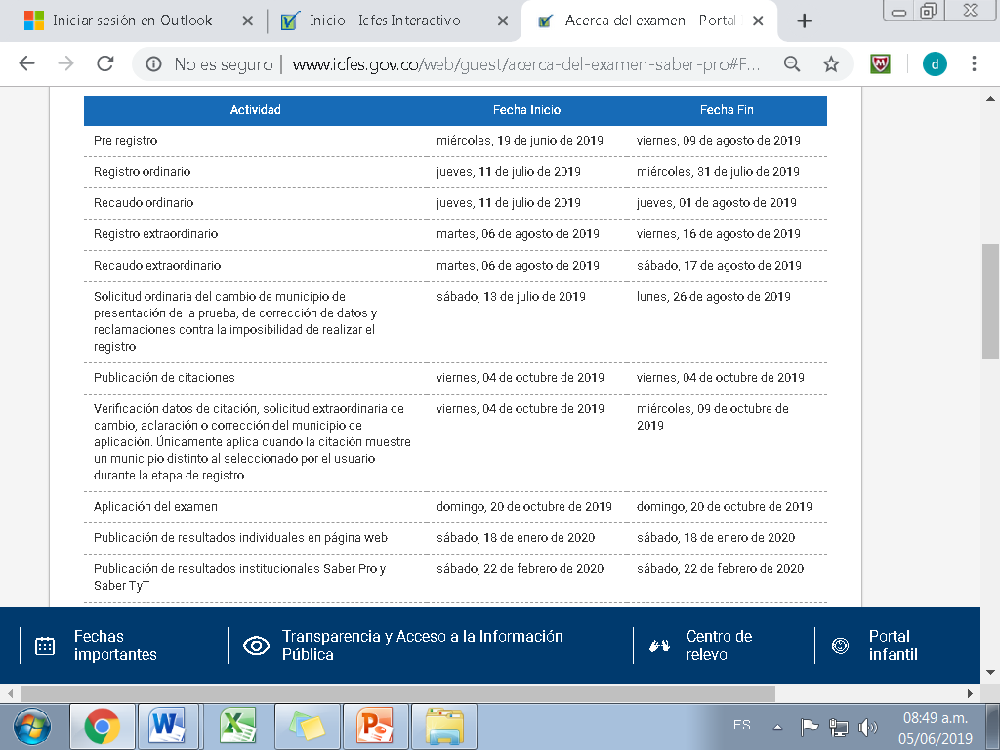 Iniciar sesión en Outlook
Inicio - Icfes Interactivo
Acerca del examen - Portal
No es seguro | www.icfes.gov.co/web/guest/acerca-del-examen-saber-pro#F...
d
Actividad Fecha Inicio Fecha Fin
Pre registro miércoles, 19 de junio de 2019 viernes, 09 de agosto de 2019
Registro ordinario jueves, 11 de julio de 2019 miércoles, 31 de julio de 2019
Recaudo ordinario jueves, 11 de julio de 2019 jueves, 01 de agosto de 2019
Registro extraordinario martes, 06 de agosto de 2019 viernes, 16 de agosto de 2019
Recaudo extraordinario martes, 06 de agosto de 2019 sábado, 17 de agosto de 2019
Solicitud ordinaria del cambio de municipio de sábado, 13 de julio de 2019 lunes, 26 de agosto de 2019
presentación de la prueba, de corrección de datos y
reclamaciones contra la imposibilidad de realizar el
registro
Publicación de citaciones viernes, 04 de octubre de 2019 viernes, 04 de octubre de 2019
Verificación datos de citación, solicitud extraordinaria de viernes, 04 de octubre de 2019 miércoles, 09 de octubre de
cambio, aclaración o corrección del municipio de 2019
aplicación. Únicamente aplica cuando la citación muestre
un municipio distinto al seleccionado por el usuario
durante la etapa de registro
Aplicación del examen domingo, 20 de octubre de 2019 domingo, 20 de octubre de 2019
Publicación de resultados individuales en página web sábado, 18 de enero de 2020 sábado, 18 de enero de 2020
Publicación de resultados institucionales Saber Pro y sábado, 22 de febrero de 2020 sábado, 22 de febrero de 2020
Saber TyT
Fechas
importantes
Transparencia y Acceso a la Información
Pública
Centro de
relevo
Portal
infantil
ES
08:49 a.m.
05/06/2019